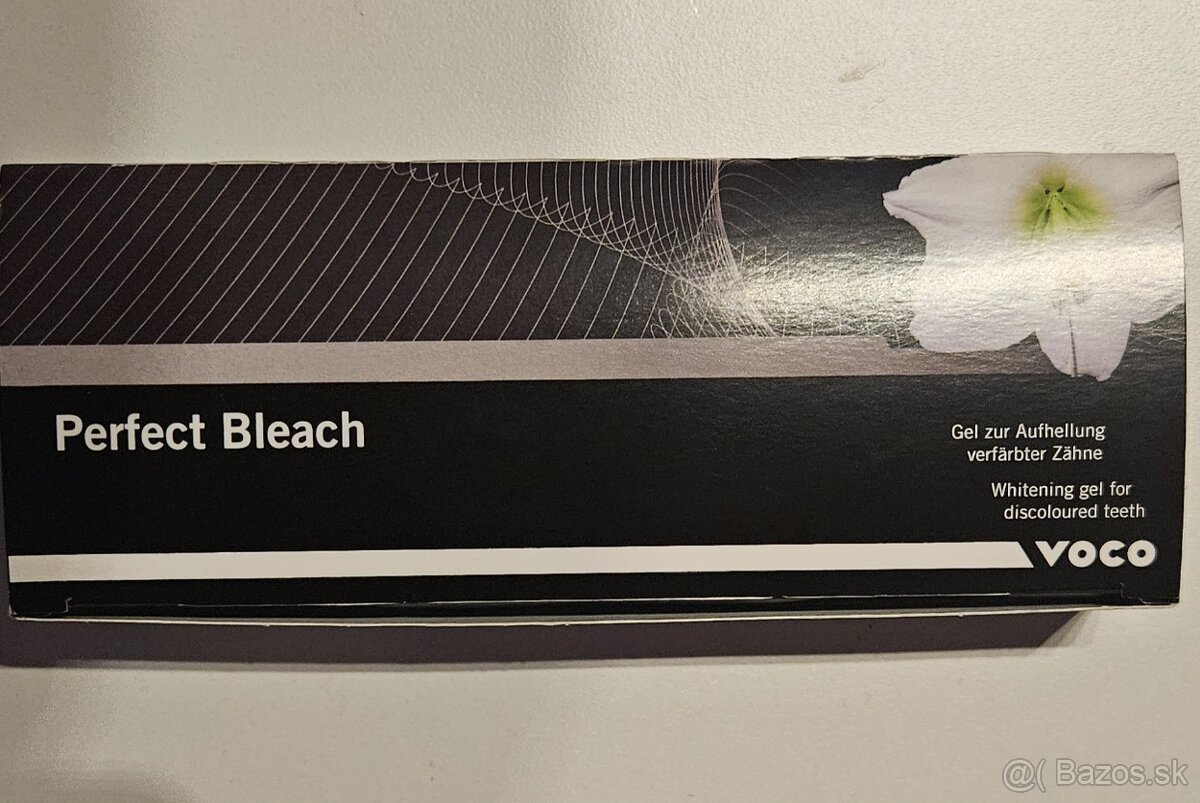 Perfect Bleach
Gel zur Aufhellung
verfärbter Zähne
Whitening gel for
discoloured teeth
VOCO
@( Bazos.sk